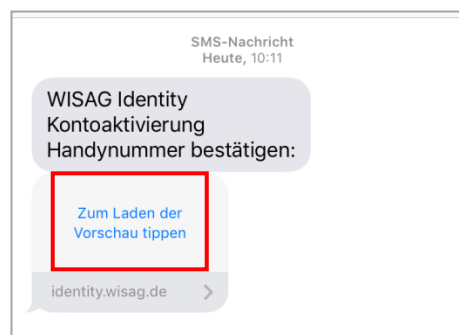 SMS-Nachricht
Heute, 10:11
WISAG Identity
Kontoaktivierung
Handynummer bestätigen:
Zum Laden der
Vorschau tippen
identity.wisag.de